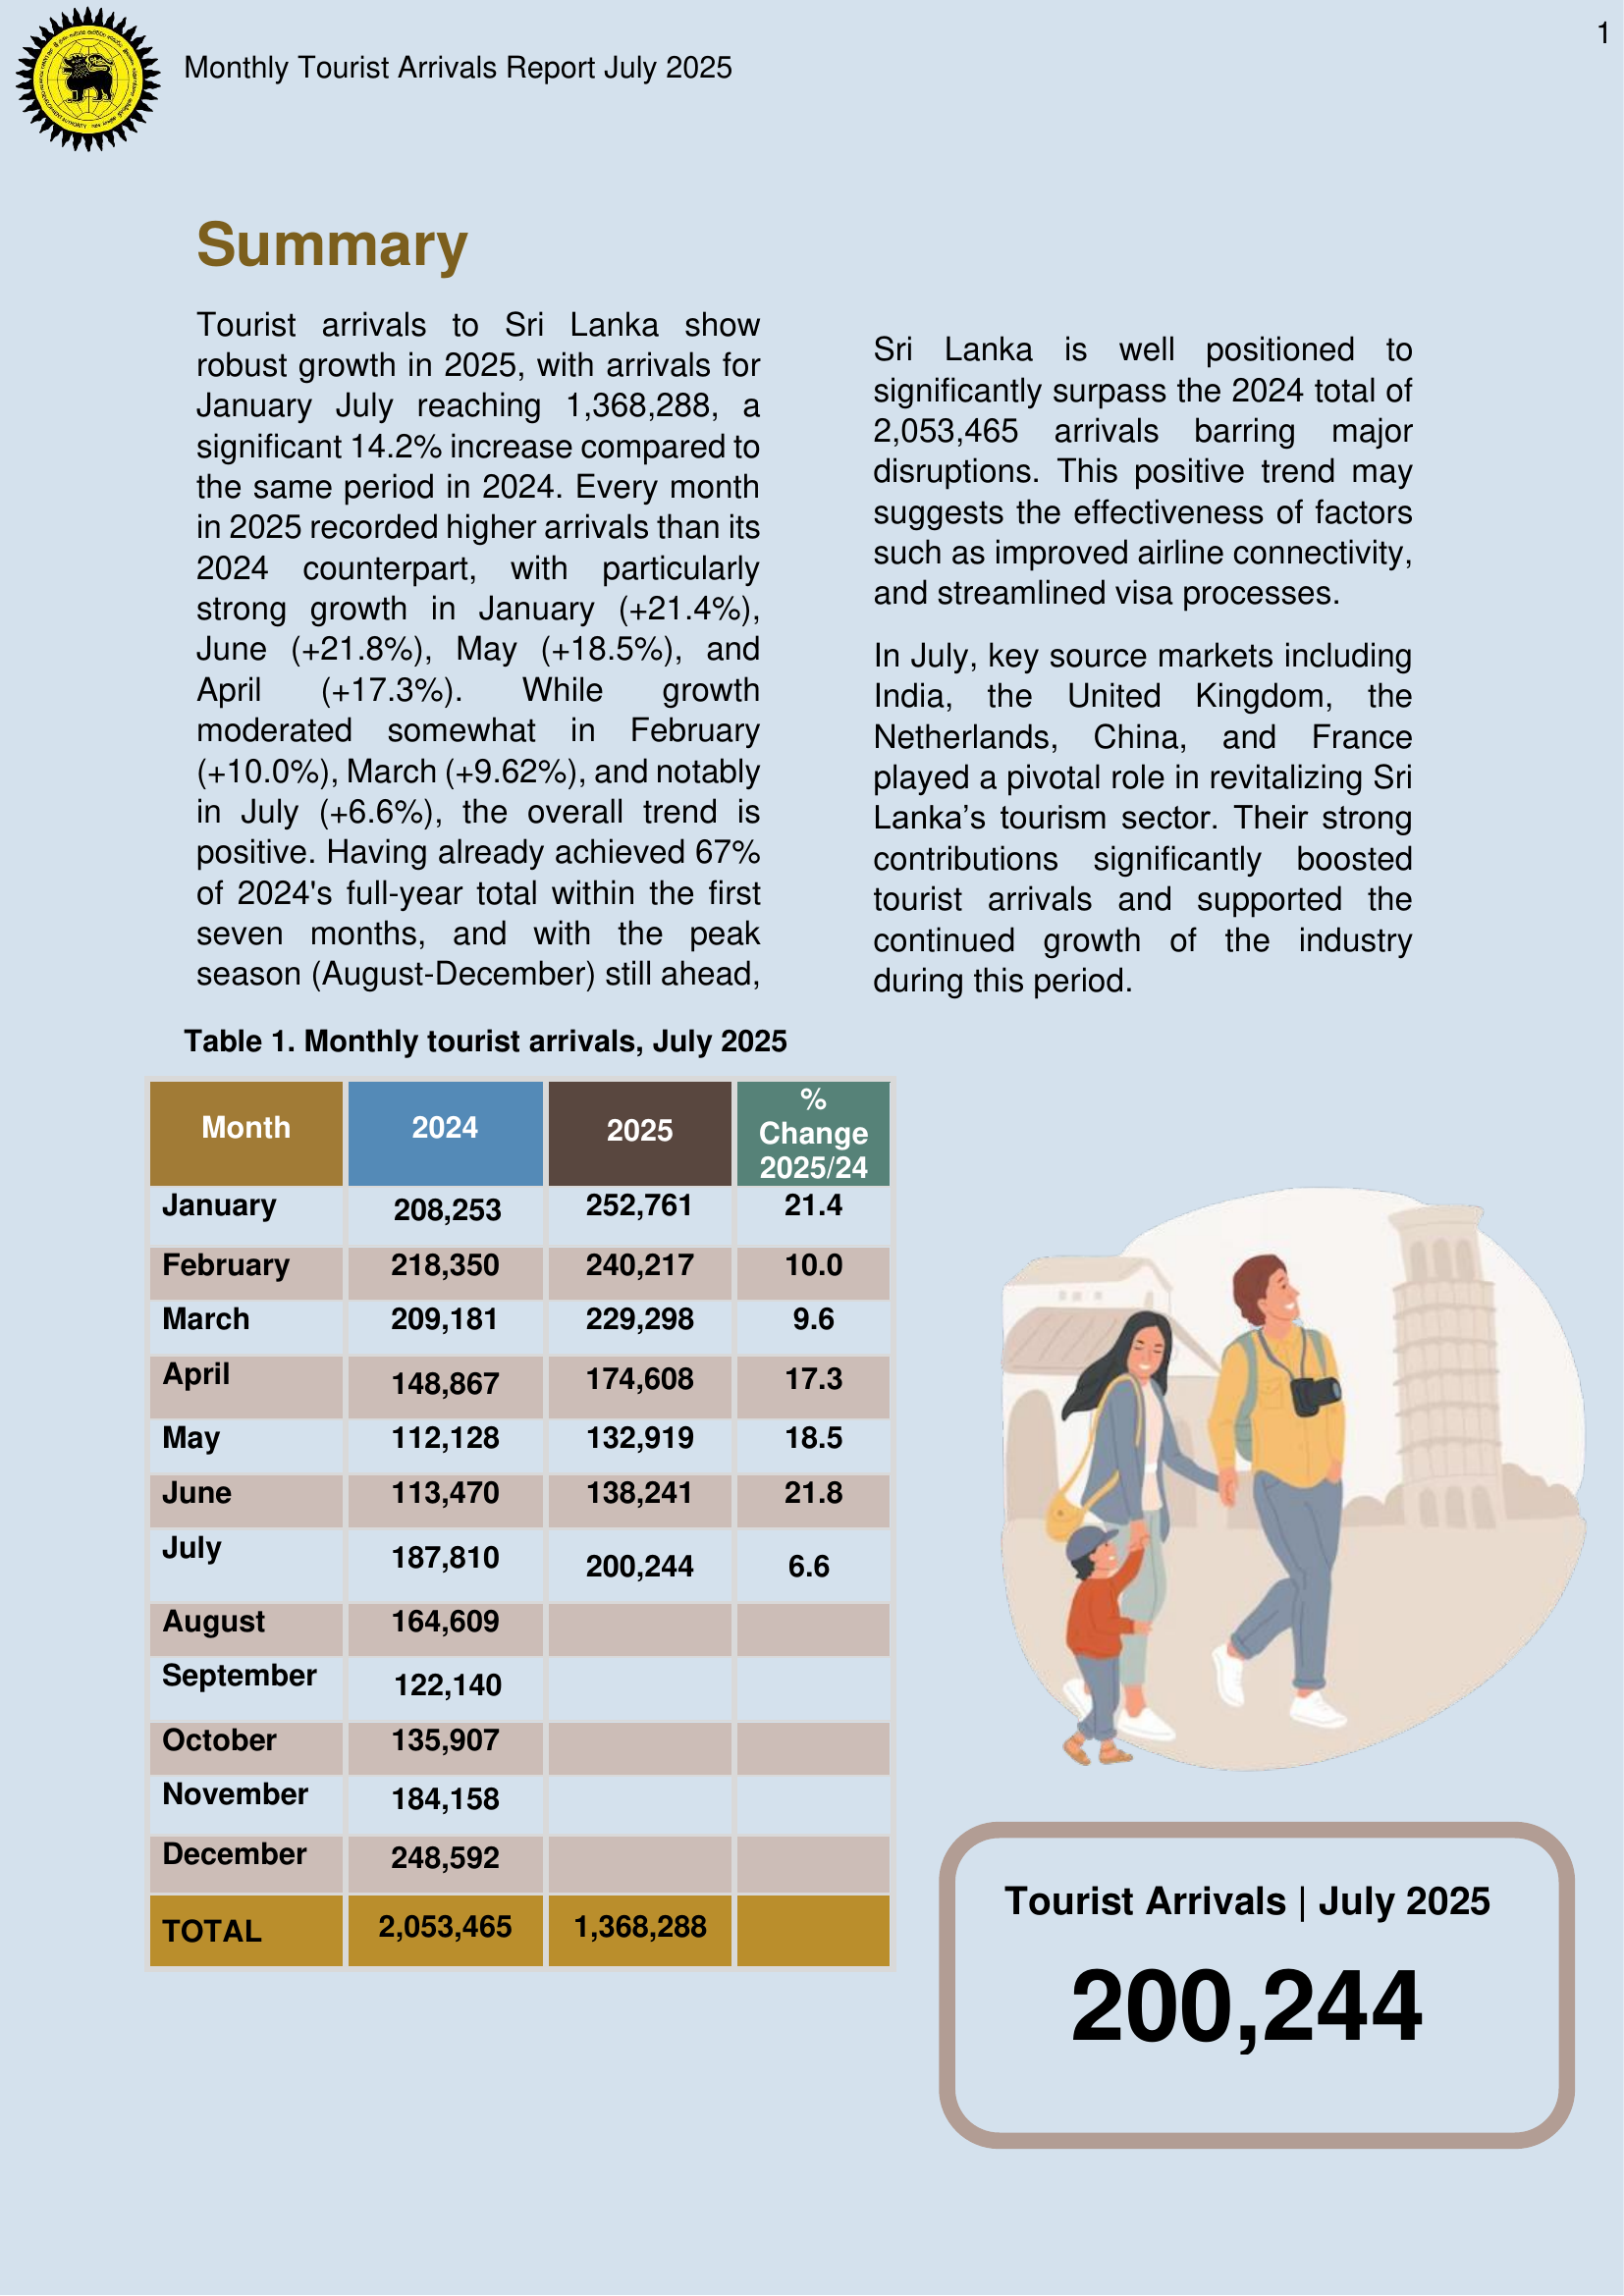 1
Monthly Tourist Arrivals Report July 2025
Summary
Tourist arrivals to Sri Lanka show
robust growth in 2025, with arrivals for
January July reaching 1,368,288, a
significant 14.2% increase compared to
the same period in 2024. Every month
in 2025 recorded higher arrivals than its
2024 counterpart, with particularly
strong growth in January (+21.4%),
June (+21.8%), May (+18.5%), and
April (+17.3%). While growth
moderated somewhat in February
(+10.0%), March (+9.62%), and notably
in July (+6.6%), the overall trend is
positive. Having already achieved 67%
of 2024's full-year total within the first
seven months, and with the peak
season (August-December) still ahead,
Sri Lanka is well positioned to
significantly surpass the 2024 total of
2,053,465 arrivals barring major
disruptions. This positive trend may
suggests the effectiveness of factors
such as improved airline connectivity,
and streamlined visa processes.
In July, key source markets including
India, the United Kingdom, the
Netherlands, China, and France
played a pivotal role in revitalizing Sri
Lanka’s tourism sector. Their strong
contributions significantly boosted
tourist arrivals and supported the
continued growth of the industry
during this period.
Table 1. Monthly tourist arrivals, July 2025
Month 2024 2025 % Change 2025/24
January 208,253 252,761 21.4
February 218,350 240,217 10.0
March 209,181 229,298 9.6
April 148,867 174,608 17.3
May 112,128 132,919 18.5
June 113,470 138,241 21.8
July 187,810 200,244 6.6
August 164,609
September 122,140
October 135,907
November 184,158
December 248,592
TOTAL 2,053,465 1,368,288
Tourist Arrivals | July 2025
200,244